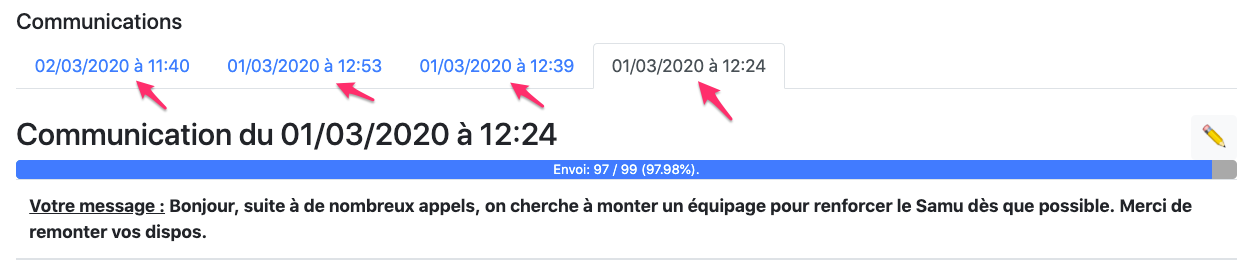 Communications
02/03/2020 à 11:40 01/03/2020 à 12:53 01/03/2020 à 12:39 01/03/2020 à 12:24
Communication du 01/03/2020 à 12:24
Envoi: 97 / 99 (97.98%).
Votre message : Bonjour, suite à de nombreux appels, on cherche à monter un équipage pour renforcer le Samu dès que possible. Merci de
remonter vos dispos.